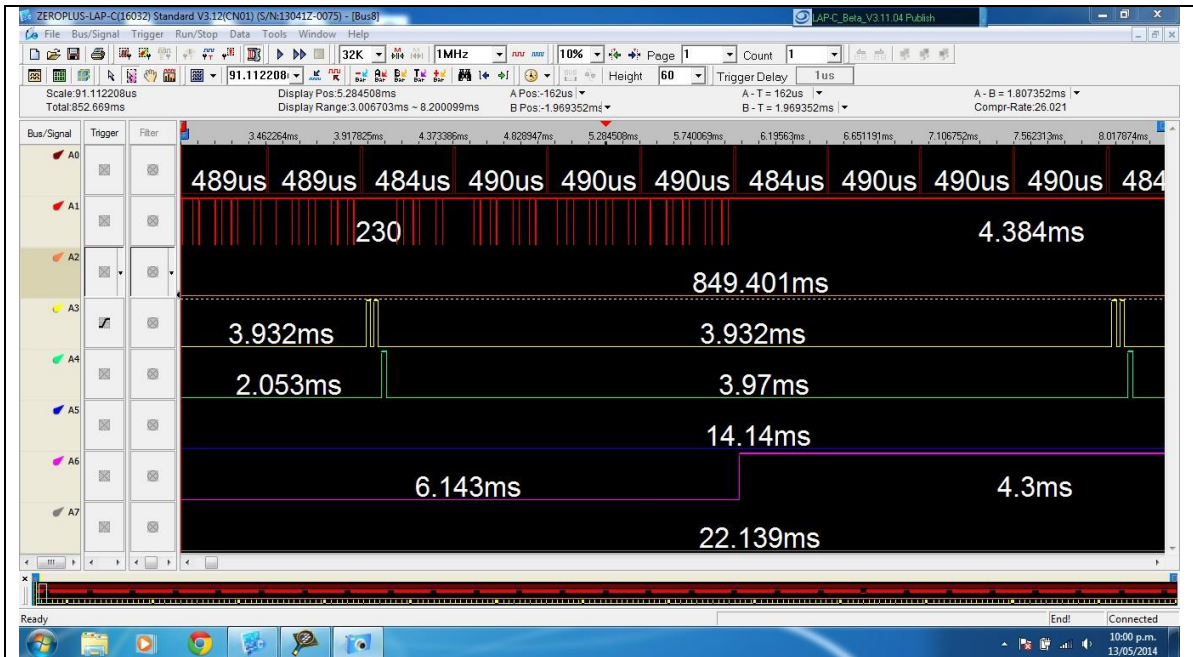 ZEROPLUS-LAP-C(16032) Standard V3.12(CN01) (S/N:13041Z-0075) - [Bus8]
LAP-C_Beta_V3.11.04 Publish
File Bus/Signal Trigger Run/Stop Data Tools Window Help
32K 1MHz 10% Page 1 Count 1
91.112208 Height 60 Trigger Delay 1us
Scale:91.112208us Display Pos:5.284508ms A Pos:-162us A - T = 162us A - B = 1.807352ms
Total:852.669ms Display Range:3.006703ms ~ 8.200099ms B Pos:-1.969352ms B - T = 1.969352ms Compr-Rate:26.021
Bus/Signal Trigger Filter 3.462264ms 3.917825ms 4.373386ms 4.828947ms 5.284508ms 5.740069ms 6.19563ms 6.651191ms 7.106752ms 7.562313ms 8.017874ms
A0 489us 489us 484us 490us 490us 490us 484us 490us 490us 490us 484
A1 230 4.384ms
A2 849.401ms
A3 3.932ms 3.932ms
A4 2.053ms 3.97ms
A5 14.14ms
A6 6.143ms 4.3ms
A7 22.139ms
Ready End! Connected
10:00 p.m.
13/05/2014